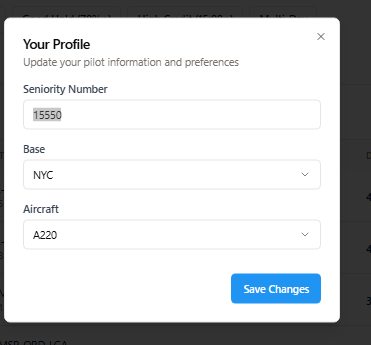 Your Profile
Update your pilot information and preferences
Seniority Number
15550
Base
NYC
Aircraft
A220
Save Changes